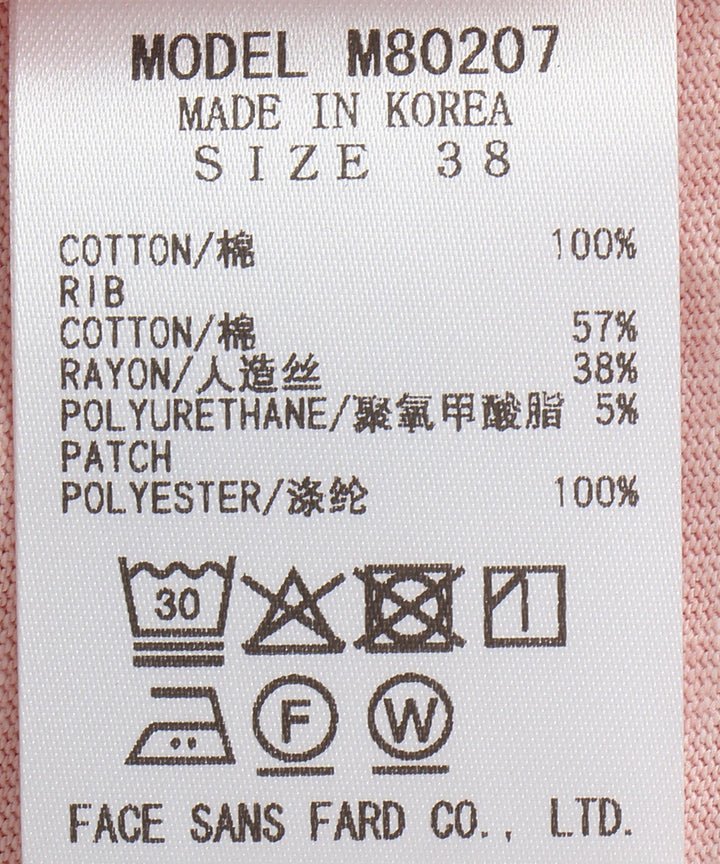 MODEL M80207
MADE IN KOREA
SIZE 38
COTTON/棉 100%
RIB
COTTON/棉 57%
RAYON/人造丝 38%
POLYURETHANE/聚氧甲酸脂 5%
PATCH
POLYESTER/涤纶 100%
30
F W
FACE SANS FARD CO., LTD.